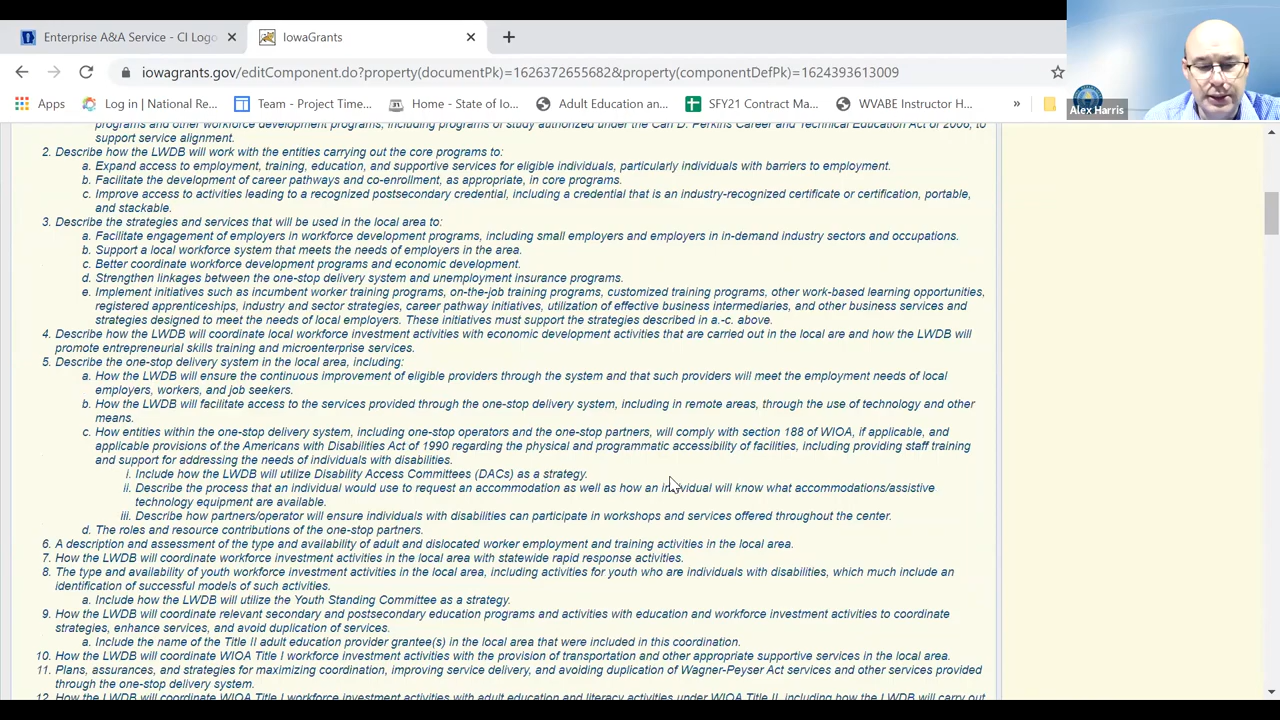 Enterprise A&A Service - CI Logo
IowaGrants
iowagrants.gov/editComponent.do?property(documentPk)=1626372655682&property(componentDefPk)=1624393613009
Apps
Log in | National Re...
Team - Project Time...
Home - State of Io...
Adult Education an...
SFY21 Contract Ma...
WVABE Instructor H...
»
Alex Harris
programs and other workforce development programs, including programs of study authorized under the Carl D. Perkins Career and Technical Education Act of 2006, to
support service alignment.
2. Describe how the LWDB will work with the entities carrying out the core programs to:
a. Expand access to employment, training, education, and supportive services for eligible individuals, particularly individuals with barriers to employment.
b. Facilitate the development of career pathways and co-enrollment, as appropriate, in core programs.
c. Improve access to activities leading to a recognized postsecondary credential, including a credential that is an industry-recognized certificate or certification, portable,
and stackable.
3. Describe the strategies and services that will be used in the local area to:
a. Facilitate engagement of employers in workforce development programs, including small employers and employers in in-demand industry sectors and occupations.
b. Support a local workforce system that meets the needs of employers in the area.
c. Better coordinate workforce development programs and economic development.
d. Strengthen linkages between the one-stop delivery system and unemployment insurance programs.
e. Implement initiatives such as incumbent worker training programs, on-the-job training programs, customized training programs, other work-based learning opportunities,
registered apprenticeships, industry and sector strategies, career pathway initiatives, utilization of effective business intermediaries, and other business services and
strategies designed to meet the needs of local employers. These initiatives must support the strategies described in a.-c. above.
4. Describe how the LWDB will coordinate local workforce investment activities with economic development activities that are carried out in the local are and how the LWDB will
promote entrepreneurial skills training and microenterprise services.
5. Describe the one-stop delivery system in the local area, including:
a. How the LWDB will ensure the continuous improvement of eligible providers through the system and that such providers will meet the employment needs of local
employers, workers, and job seekers.
b. How the LWDB will facilitate access to the services provided through the one-stop delivery system, including in remote areas, through the use of technology and other
means.
c. How entities within the one-stop delivery system, including one-stop operators and the one-stop partners, will comply with section 188 of WIOA, if applicable, and
applicable provisions of the Americans with Disabilities Act of 1990 regarding the physical and programmatic accessibility of facilities, including providing staff training
and support for addressing the needs of individuals with disabilities.
i. Include how the LWDB will utilize Disability Access Committees (DACs) as a strategy.
ii. Describe the process that an individual would use to request an accommodation as well as how an individual will know what accommodations/assistive
technology equipment are available.
iii. Describe how partners/operator will ensure individuals with disabilities can participate in workshops and services offered throughout the center.
d. The roles and resource contributions of the one-stop partners.
6. A description and assessment of the type and availability of adult and dislocated worker employment and training activities in the local area.
7. How the LWDB will coordinate workforce investment activities in the local area with statewide rapid response activities.
8. The type and availability of youth workforce investment activities in the local area, including activities for youth who are individuals with disabilities, which much include an
identification of successful models of such activities.
a. Include how the LWDB will utilize the Youth Standing Committee as a strategy.
9. How the LWDB will coordinate relevant secondary and postsecondary education programs and activities with education and workforce investment activities to coordinate
strategies, enhance services, and avoid duplication of services.
a. Include the name of the Title II adult education provider grantee(s) in the local area that were included in this coordination.
10. How the LWDB will coordinate WIOA Title I workforce investment activities with the provision of transportation and other appropriate supportive services in the local area.
11. Plans, assurances, and strategies for maximizing coordination, improving service delivery, and avoiding duplication of Wagner-Peyser Act services and other services provided
through the one-stop delivery system.
12. How the LWDB will coordinate WIOA Title I workforce investment activities with adult education and literacy activities under WIOA Title II, including how the LWDB will carry out